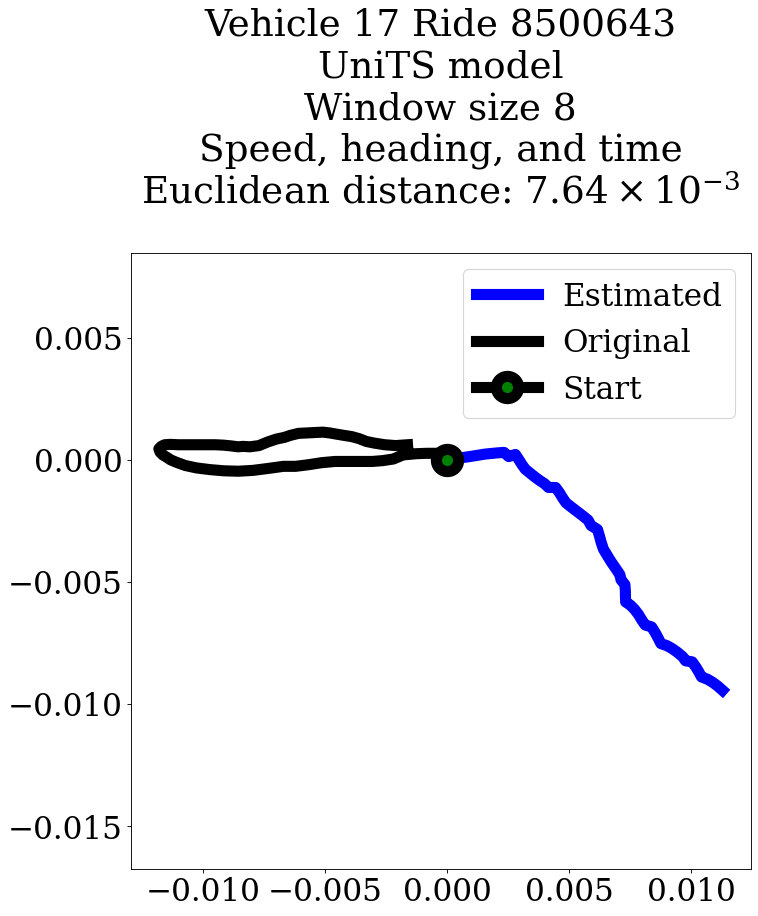 Vehicle 17 Ride 8500643
UniTS model
Window size 8
Speed, heading, and time
Euclidean distance: 7.64 × 10⁻³
Estimated
Original
Start
0.005
0.000
−0.005
−0.010
−0.015
−0.010 −0.005 0.000 0.005 0.010